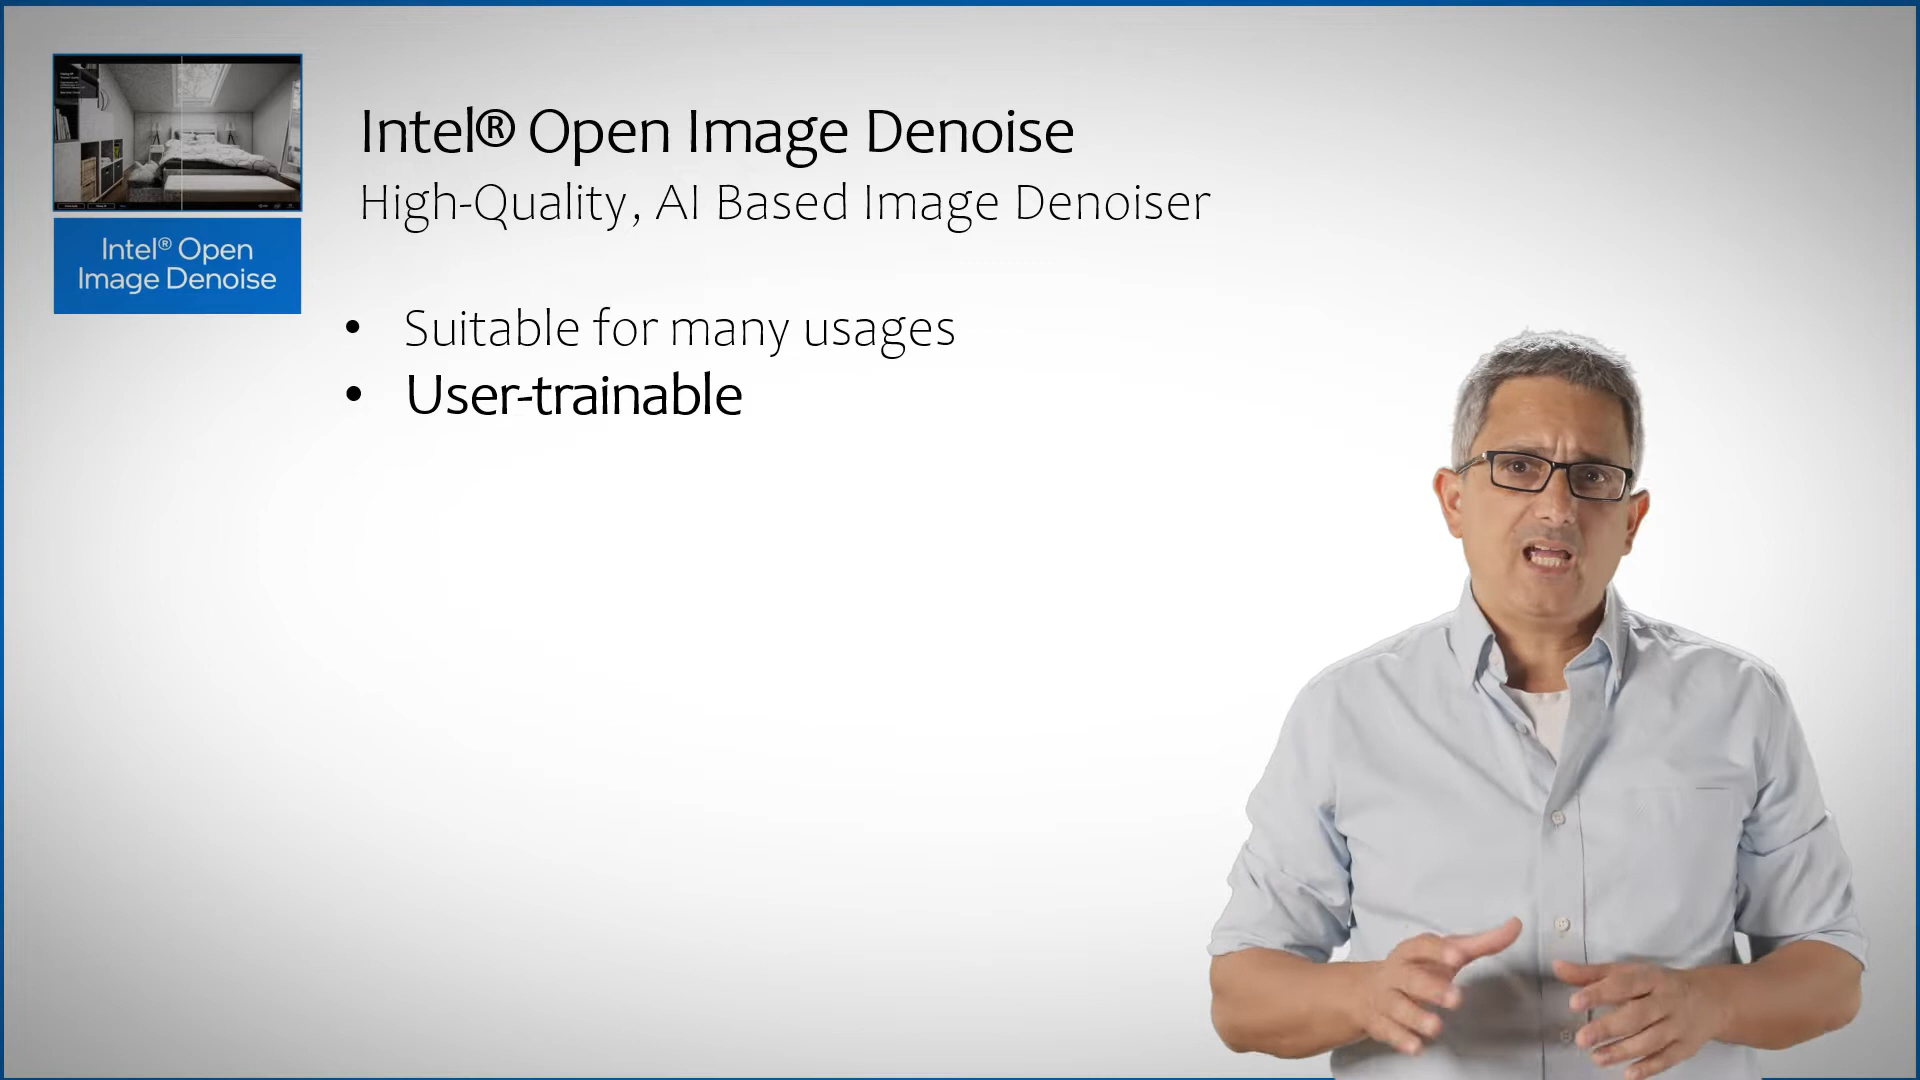 Intel® Open Image Denoise
High-Quality, AI Based Image Denoiser
Intel® Open
Image Denoise
• Suitable for many usages
• User-trainable